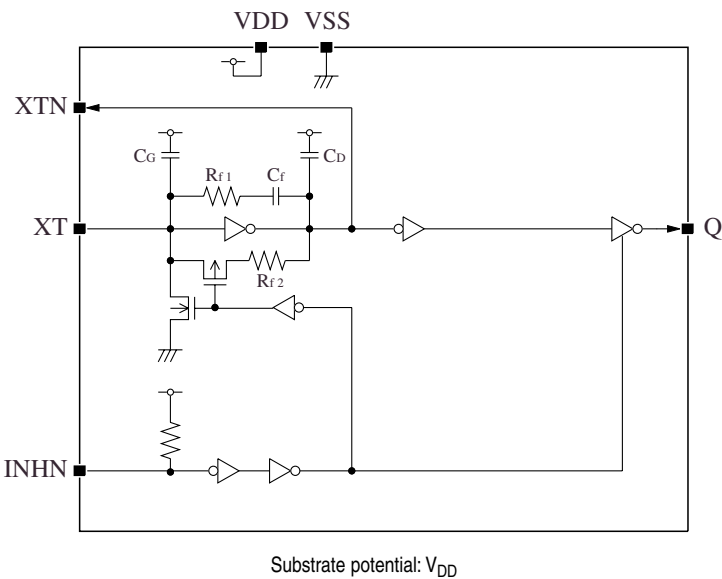 VDD VSS
XTN
CG CD
Rf1 Cf
XT Q
Rf2
INHN
Substrate potential: VDD